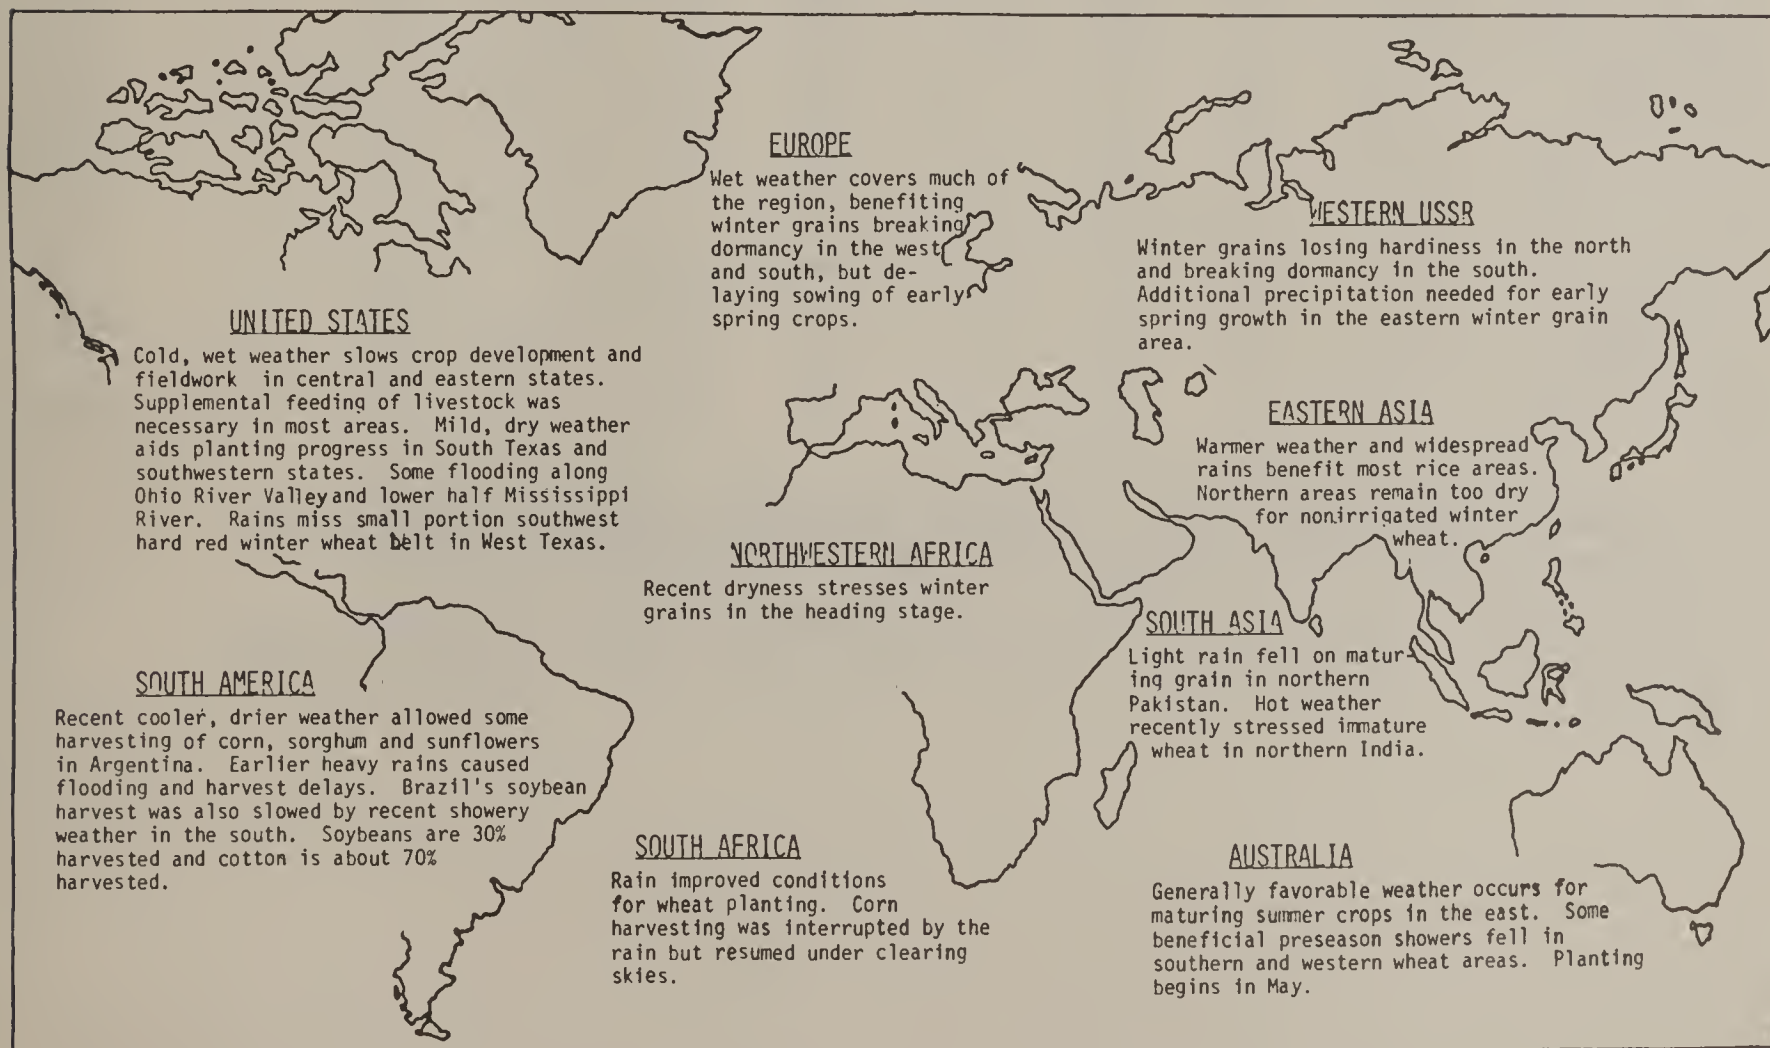 EUROPE
Wet weather covers much of
the region, benefiting
winter grains breaking
dormancy in the west
and south, but de-
laying sowing of early
spring crops.
WESTERN USSR
Winter grains losing hardiness in the north
and breaking dormancy in the south.
Additional precipitation needed for early
spring growth in the eastern winter grain
area.
UNITED STATES
Cold, wet weather slows crop development and
fieldwork in central and eastern states.
Supplemental feeding of livestock was
necessary in most areas. Mild, dry weather
aids planting progress in South Texas and
southwestern states. Some flooding along
Ohio River Valley and lower half Mississippi
River. Rains miss small portion southwest
hard red winter wheat belt in West Texas.
EASTERN ASIA
Warmer weather and widespread
rains benefit most rice areas.
Northern areas remain too dry
for nonirrigated winter
wheat.
NORTHWESTERN AFRICA
Recent dryness stresses winter
grains in the heading stage.
SOUTH ASIA
Light rain fell on matur-
ing grain in northern
Pakistan. Hot weather
recently stressed immature
wheat in northern India.
SOUTH AMERICA
Recent cooler, drier weather allowed some
harvesting of corn, sorghum and sunflowers
in Argentina. Earlier heavy rains caused
flooding and harvest delays. Brazil's soybean
harvest was also slowed by recent showery
weather in the south. Soybeans are 30%
harvested and cotton is about 70%
harvested.
SOUTH AFRICA
Rain improved conditions
for wheat planting. Corn
harvesting was interrupted by the
rain but resumed under clearing
skies.
AUSTRALIA
Generally favorable weather occurs for
maturing summer crops in the east. Some
beneficial preseason showers fell in
southern and western wheat areas. Planting
begins in May.